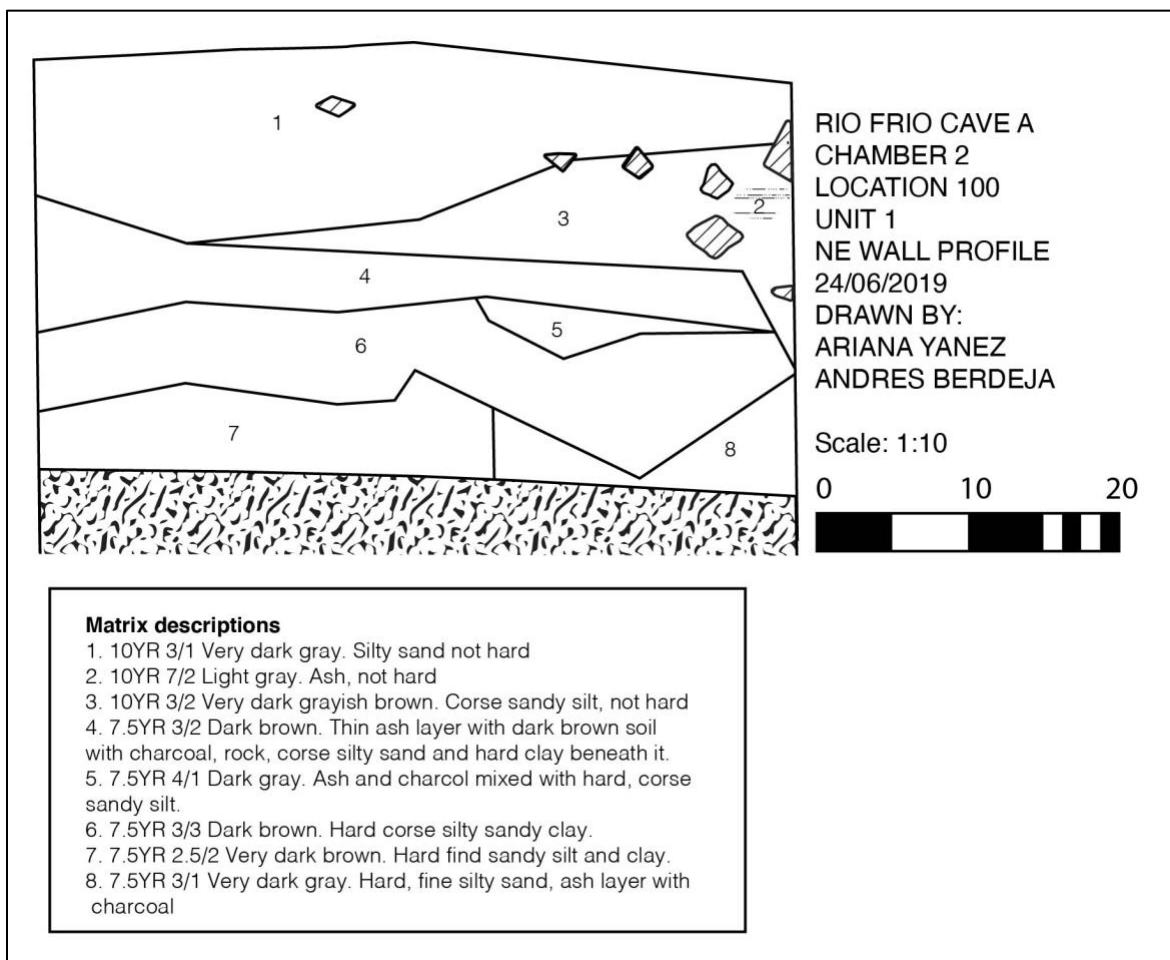 1
3
2
4
5
6
7
8
RIO FRIO CAVE A
CHAMBER 2
LOCATION 100
UNIT 1
NE WALL PROFILE
24/06/2019
DRAWN BY:
ARIANA YANEZ
ANDRES BERDEJA
Scale: 1:10
0 10 20
Matrix descriptions
1. 10YR 3/1 Very dark gray. Silty sand not hard
2. 10YR 7/2 Light gray. Ash, not hard
3. 10YR 3/2 Very dark grayish brown. Corse sandy silt, not hard
4. 7.5YR 3/2 Dark brown. Thin ash layer with dark brown soil
with charcoal, rock, corse silty sand and hard clay beneath it.
5. 7.5YR 4/1 Dark gray. Ash and charcol mixed with hard, corse
sandy silt.
6. 7.5YR 3/3 Dark brown. Hard corse silty sandy clay.
7. 7.5YR 2.5/2 Very dark brown. Hard find sandy silt and clay.
8. 7.5YR 3/1 Very dark gray. Hard, fine silty sand, ash layer with
charcoal